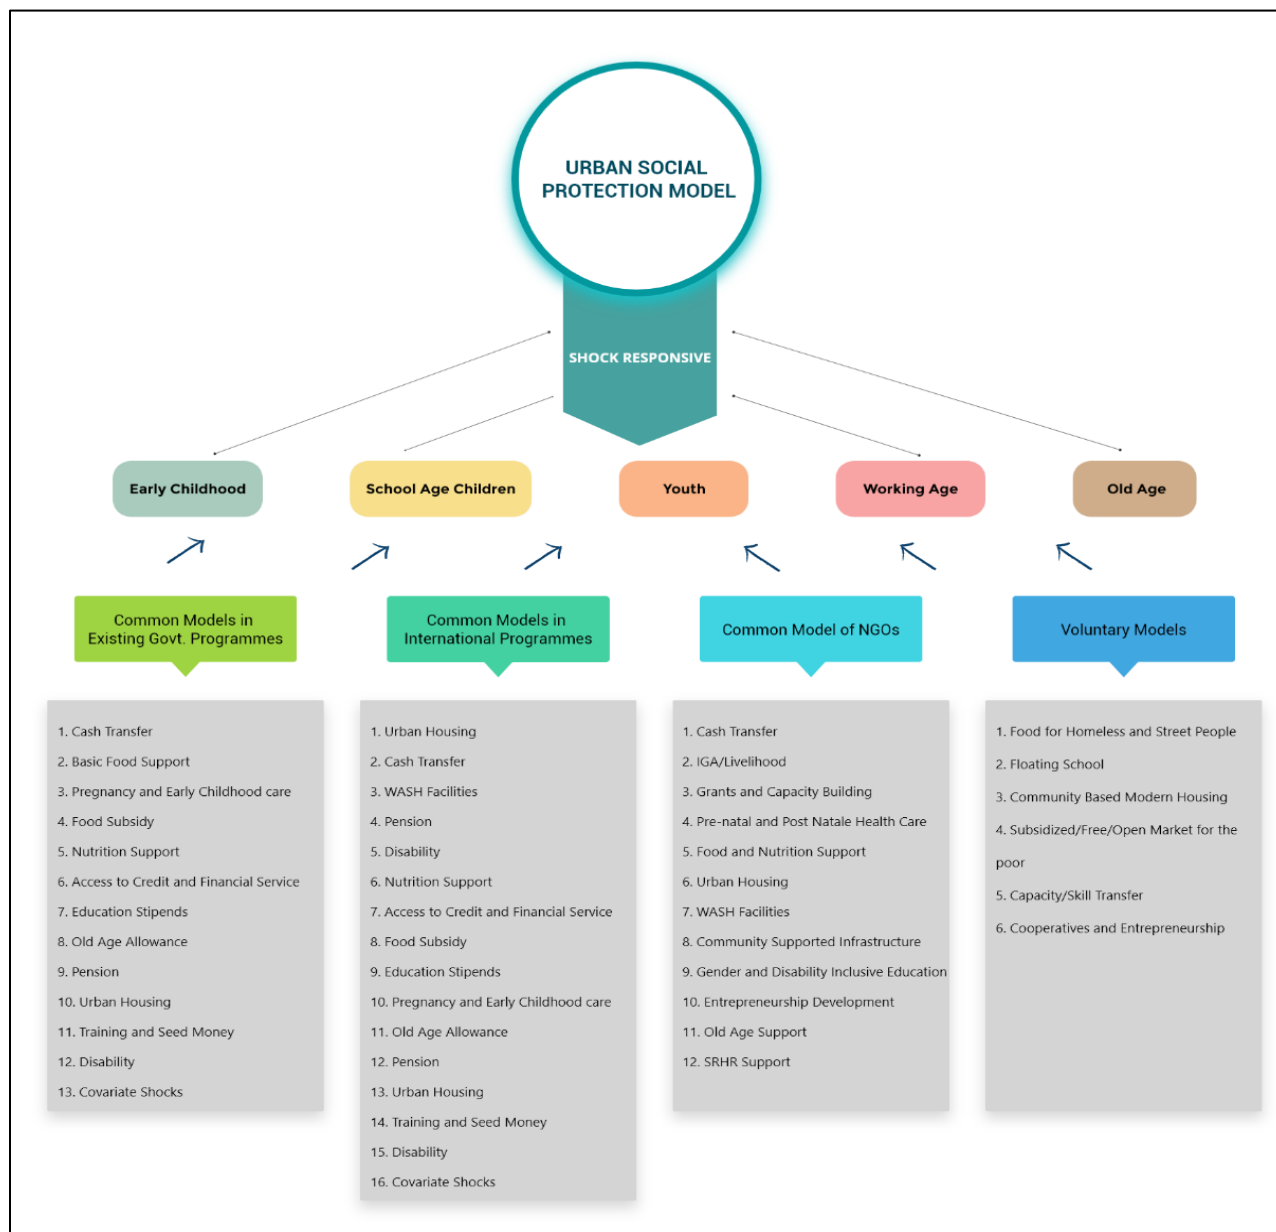 URBAN SOCIAL
PROTECTION MODEL
SHOCK RESPONSIVE
Early Childhood
School Age Children
Youth
Working Age
Old Age
Common Models in
Existing Govt. Programmes
Common Models in
International Programmes
Common Model of NGOs
Voluntary Models
1. Cash Transfer
2. Basic Food Support
3. Pregnancy and Early Childhood care
4. Food Subsidy
5. Nutrition Support
6. Access to Credit and Financial Service
7. Education Stipends
8. Old Age Allowance
9. Pension
10. Urban Housing
11. Training and Seed Money
12. Disability
13. Covariate Shocks
1. Urban Housing
2. Cash Transfer
3. WASH Facilities
4. Pension
5. Disability
6. Nutrition Support
7. Access to Credit and Financial Service
8. Food Subsidy
9. Education Stipends
10. Pregnancy and Early Childhood care
11. Old Age Allowance
12. Pension
13. Urban Housing
14. Training and Seed Money
15. Disability
16. Covariate Shocks
1. Cash Transfer
2. IGA/Livelihood
3. Grants and Capacity Building
4. Pre-natal and Post Natale Health Care
5. Food and Nutrition Support
6. Urban Housing
7. WASH Facilities
8. Community Supported Infrastructure
9. Gender and Disability Inclusive Education
10. Entrepreneurship Development
11. Old Age Support
12. SRHR Support
1. Food for Homeless and Street People
2. Floating School
3. Community Based Modern Housing
4. Subsidized/Free/Open Market for the
poor
5. Capacity/Skill Transfer
6. Cooperatives and Entrepreneurship